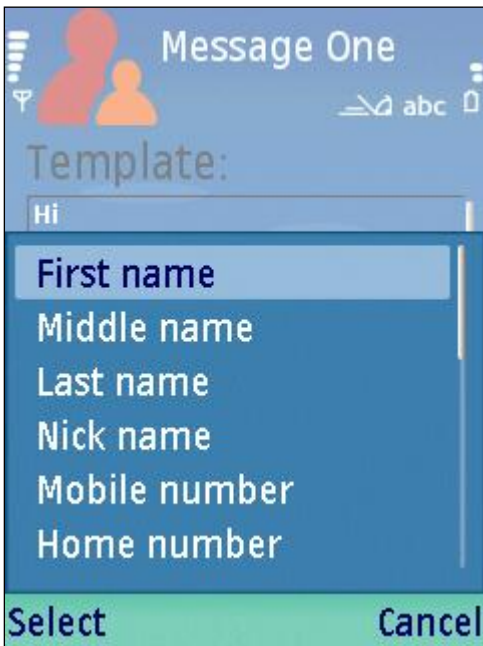 Message One
abc
Template:
Hi
First name
Middle name
Last name
Nick name
Mobile number
Home number
Select
Cancel